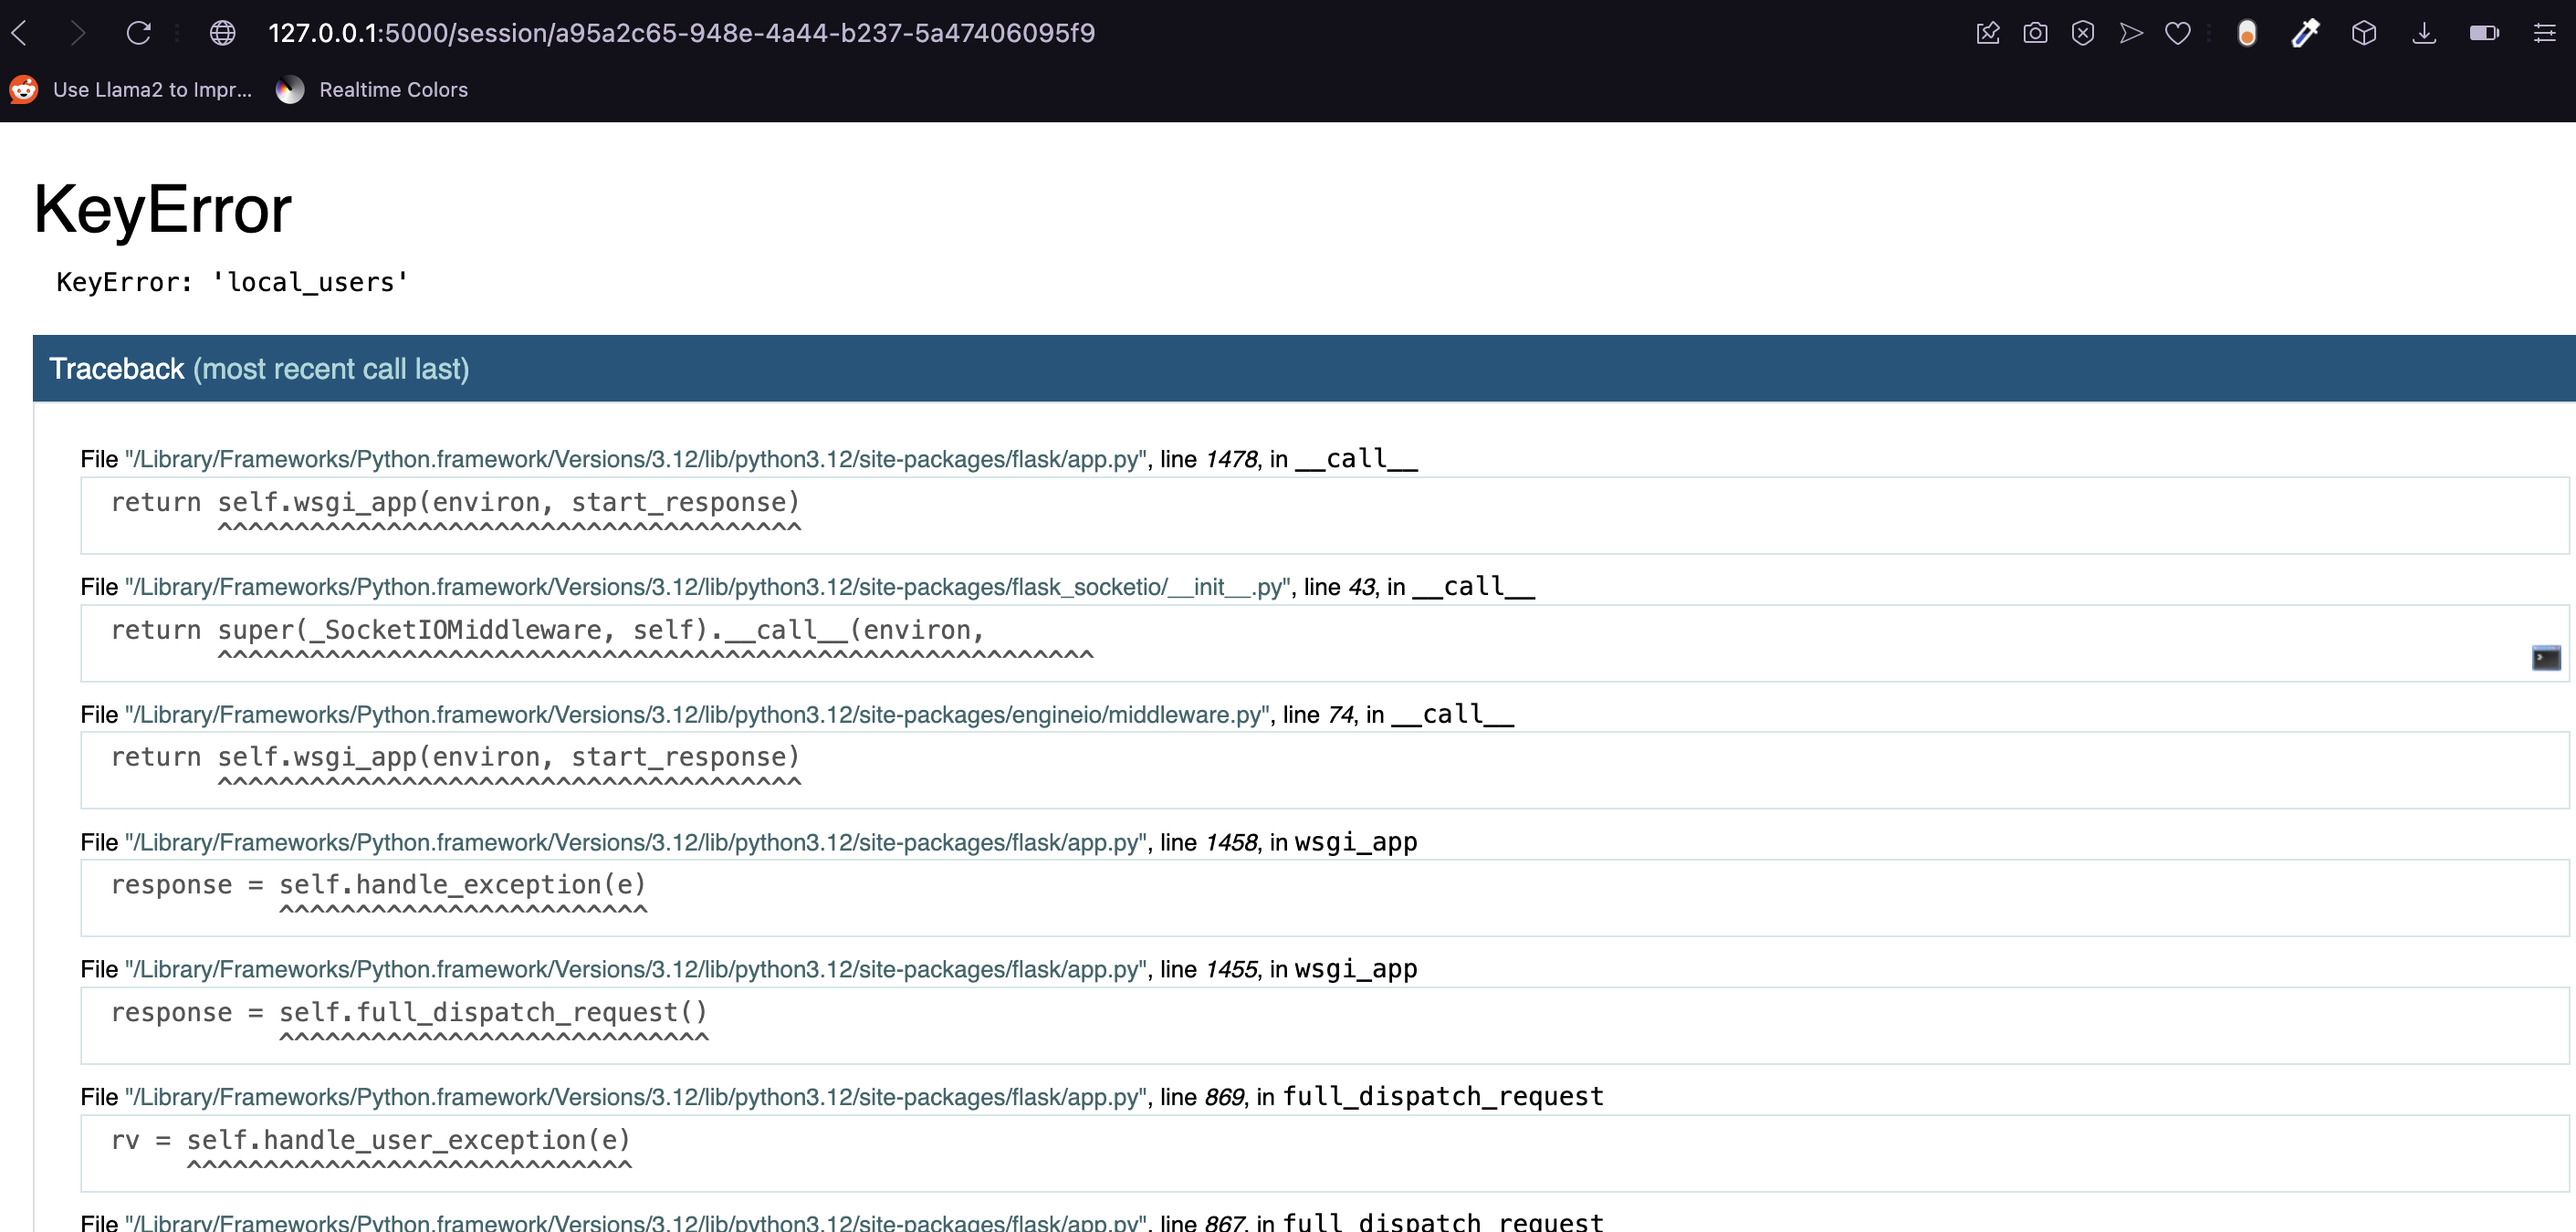 127.0.0.1:5000/session/a95a2c65-948e-4a44-b237-5a47406095f9
Use Llama2 to Impr... Realtime Colors
KeyError
KeyError: 'local_users'
Traceback (most recent call last)
File "/Library/Frameworks/Python.framework/Versions/3.12/lib/python3.12/site-packages/flask/app.py", line 1478, in __call__
return self.wsgi_app(environ, start_response)
^^^^^^^^^^^^^^^^^^^^^^^^^^^^^^^^^^^^^^
File "/Library/Frameworks/Python.framework/Versions/3.12/lib/python3.12/site-packages/flask_socketio/__init__.py", line 43, in __call__
return super(_SocketIOMiddleware, self).__call__(environ,
^^^^^^^^^^^^^^^^^^^^^^^^^^^^^^^^^^^^^^^^^^^^^^^^^^^^^^^^^
File "/Library/Frameworks/Python.framework/Versions/3.12/lib/python3.12/site-packages/engineio/middleware.py", line 74, in __call__
return self.wsgi_app(environ, start_response)
^^^^^^^^^^^^^^^^^^^^^^^^^^^^^^^^^^^^^^
File "/Library/Frameworks/Python.framework/Versions/3.12/lib/python3.12/site-packages/flask/app.py", line 1458, in wsgi_app
response = self.handle_exception(e)
^^^^^^^^^^^^^^^^^^^^^^^^
File "/Library/Frameworks/Python.framework/Versions/3.12/lib/python3.12/site-packages/flask/app.py", line 1455, in wsgi_app
response = self.full_dispatch_request()
^^^^^^^^^^^^^^^^^^^^^^^^^^^^
File "/Library/Frameworks/Python.framework/Versions/3.12/lib/python3.12/site-packages/flask/app.py", line 869, in full_dispatch_request
rv = self.handle_user_exception(e)
^^^^^^^^^^^^^^^^^^^^^^^^^^^^^
File "/Library/Frameworks/Python.framework/Versions/3.12/lib/python3.12/site-packages/flask/app.py", line 867, in full_dispatch_request